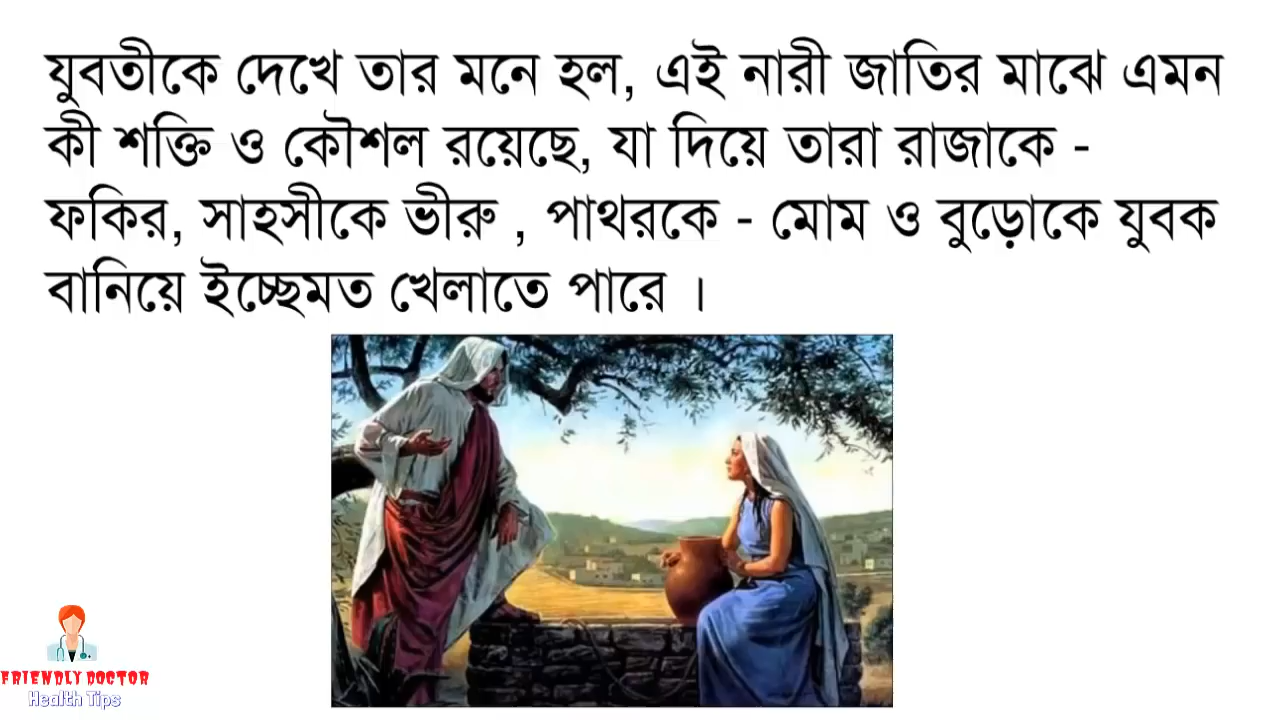 যুবতীকে দেখে তার মনে হল, এই নারী জাতির মাঝে এমন
কী শক্তি ও কৌশল রয়েছে, যা দিয়ে তারা রাজাকে -
ফকির, সাহসীকে ভীরু , পাথরকে - মোম ও বুড়োকে যুবক
বানিয়ে ইচ্ছেমত খেলাতে পারে ।
FRIENDLY DOCTOR
Health Tips